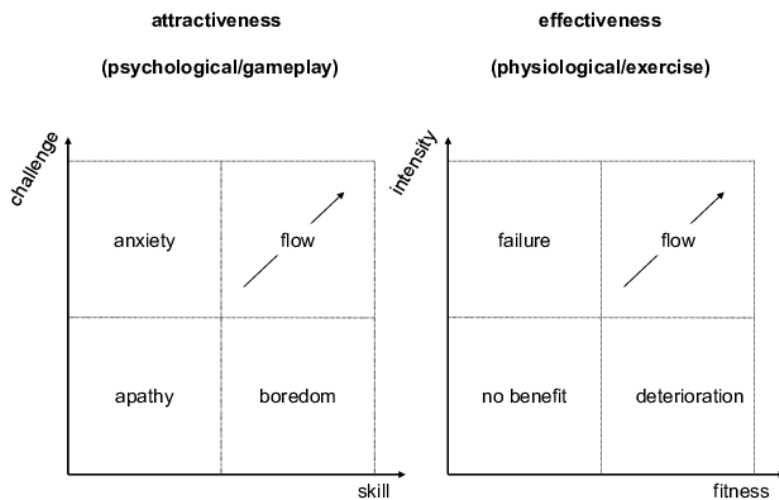 attractiveness
(psychological/gameplay)
challenge
anxiety
flow
apathy
boredom
skill
effectiveness
(physiological/exercise)
intensity
failure
flow
no benefit
deterioration
fitness